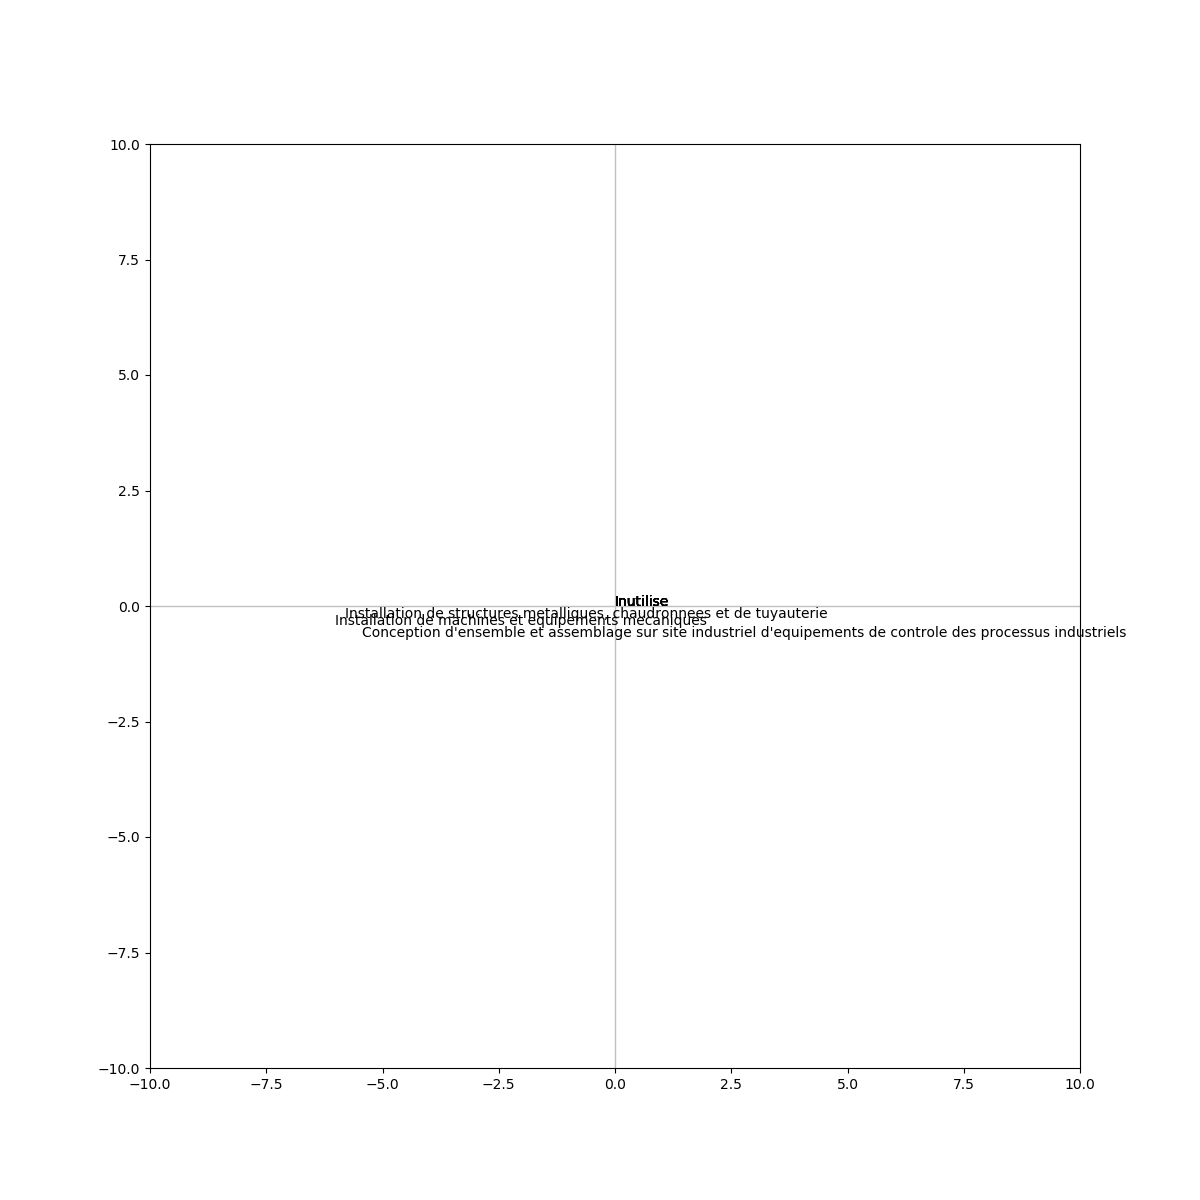 10.0
7.5
5.0
2.5
0.0
−2.5
−5.0
−7.5
−10.0
Inutilise
Installation de structures metalliques, chaudronnees et de tuyauterie
Installation de machines et equipements mecaniques
Conception d'ensemble et assemblage sur site industriel d'equipements de controle des processus industriels
−10.0 −7.5 −5.0 −2.5 0.0 2.5 5.0 7.5 10.0